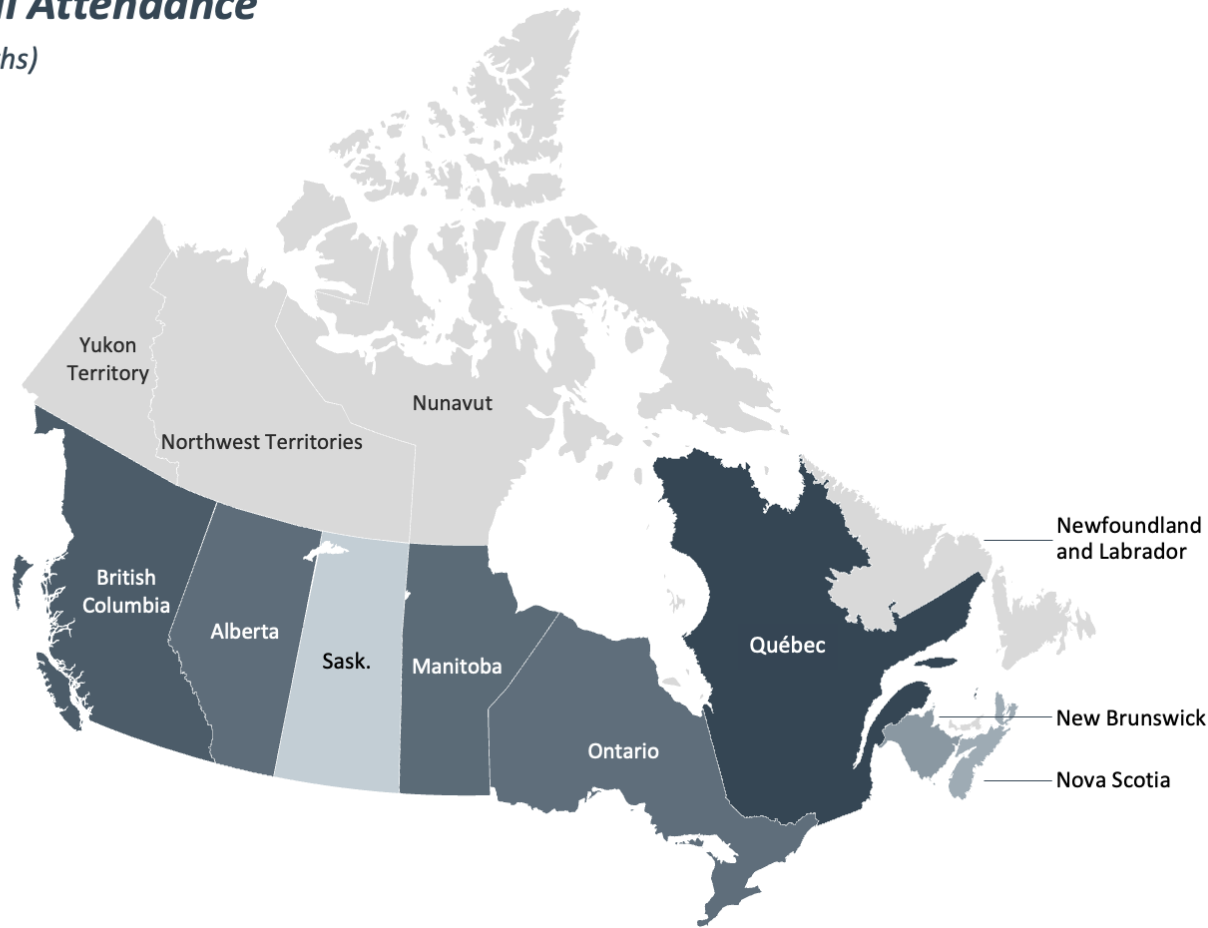 Attendance
Yukon
Territory
Nunavut
Northwest Territories
Newfoundland
and Labrador
British
Columbia
Alberta
Québec
Sask.
Manitoba
New Brunswick
Ontario
Nova Scotia